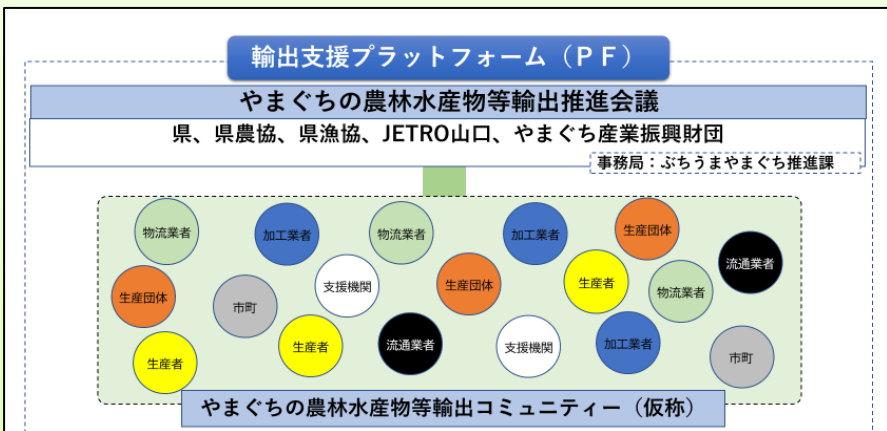 輸出支援プラットフォーム（ＰＦ）
やまぐちの農林水産物等輸出推進会議
県、県農協、県漁協、JETRO山口、やまぐち産業振興財団
事務局：ぶちうまやまぐち推進課
物流業者
加工業者
物流業者
加工業者
生産団体
流通業者
生産団体
市町
支援機関
生産団体
生産者
物流業者
生産者
生産者
流通業者
支援機関
加工業者
市町
やまぐちの農林水産物等輸出コミュニティー（仮称）